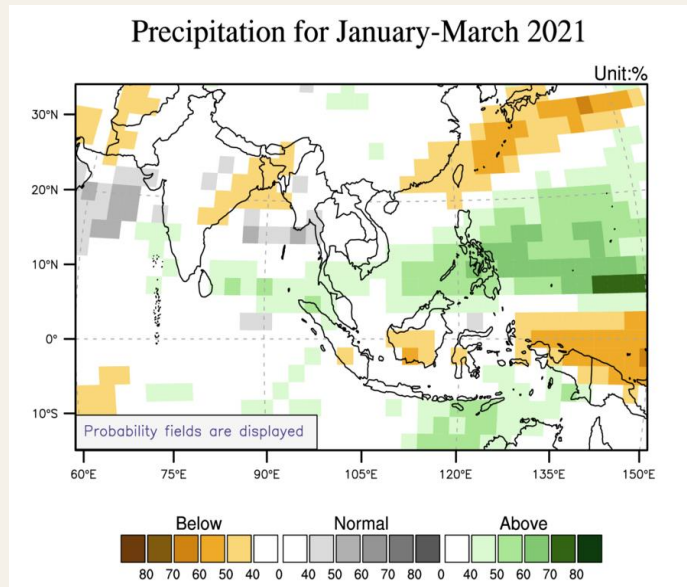 Precipitation for January-March 2021
Unit:%
30°N
20°N
10°N
0°
10°S
Probability fields are displayed
60°E 75°E 90°E 105°E 120°E 135°E 150°E
Below Normal Above
80 70 60 50 40 0 40 50 60 70 80 0 40 50 60 70 80